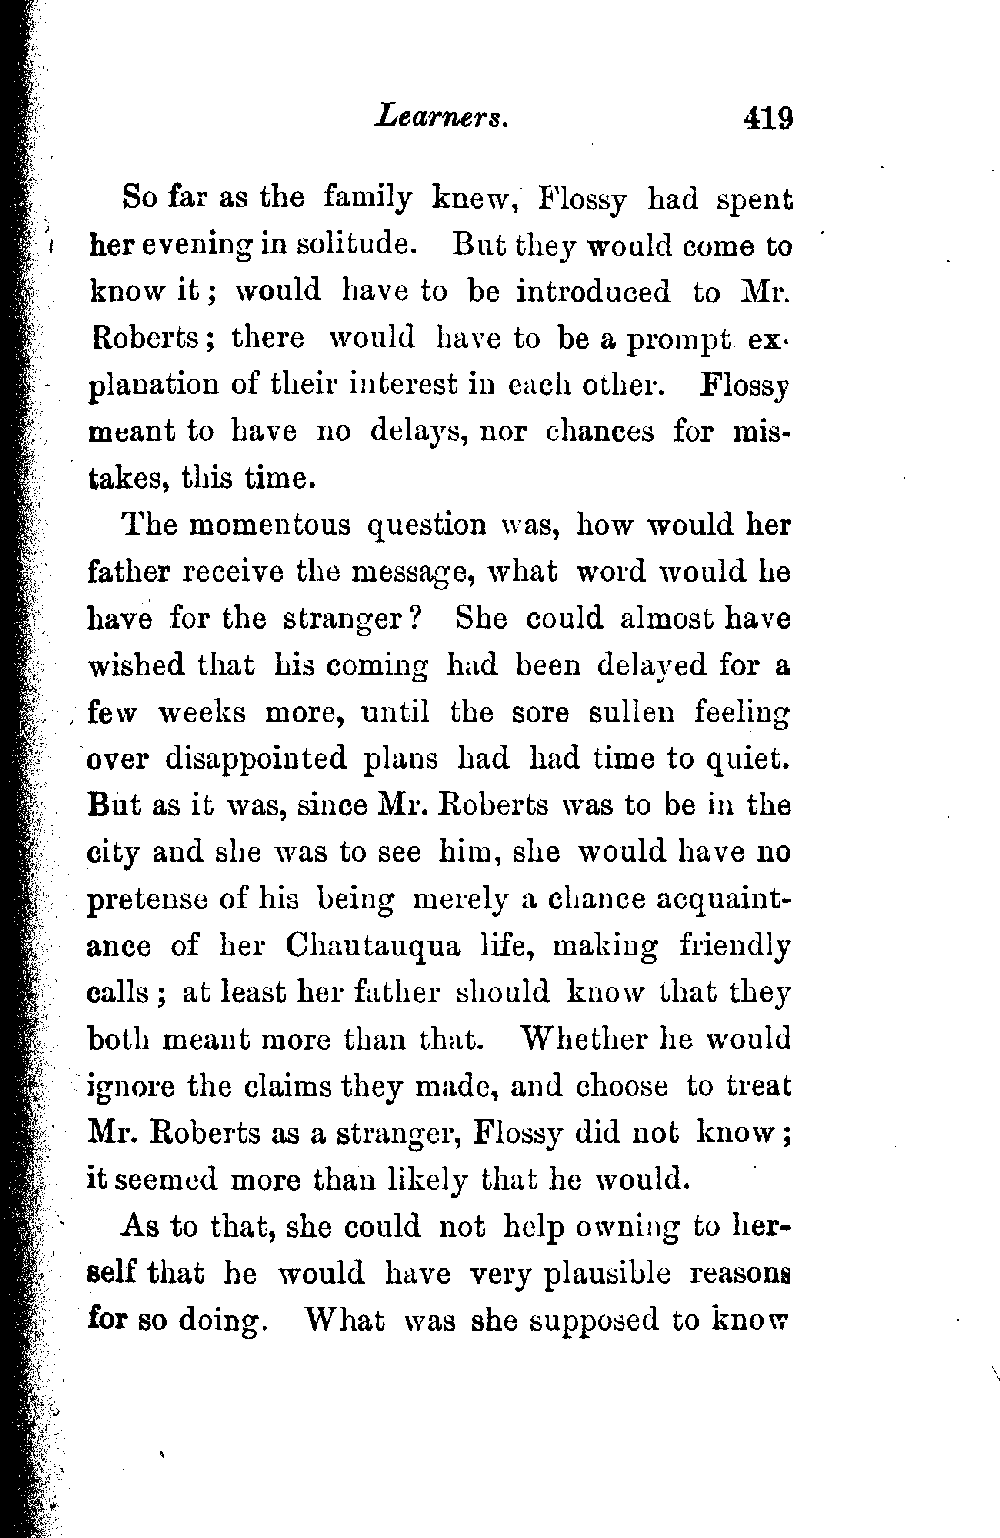 Learners. 419
So far as the family knew, Flossy had spent
her evening in solitude. But they would come to
know it; would have to be introduced to Mr.
Roberts; there would have to be a prompt ex-
planation of their interest in each other. Flossy
meant to have no delays, nor chances for mis-
takes, this time.
The momentous question was, how would her
father receive the message, what word would he
have for the stranger? She could almost have
wished that his coming had been delayed for a
few weeks more, until the sore sullen feeling
over disappointed plans had had time to quiet.
But as it was, since Mr. Roberts was to be in the
city and she was to see him, she would have no
pretense of his being merely a chance acquaint-
ance of her Chautauqua life, making friendly
calls; at least her father should know that they
both meant more than that. Whether he would
ignore the claims they made, and choose to treat
Mr. Roberts as a stranger, Flossy did not know;
it seemed more than likely that he would.
As to that, she could not help owning to her-
self that he would have very plausible reasons
for so doing. What was she supposed to know